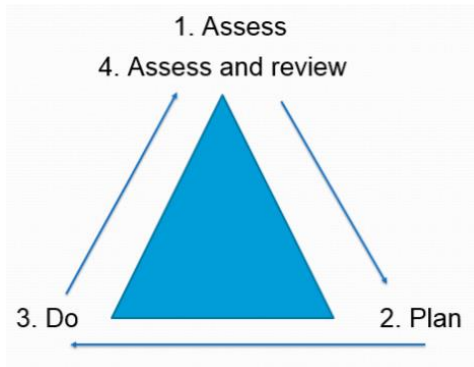 1. Assess
4. Assess and review
3. Do
2. Plan